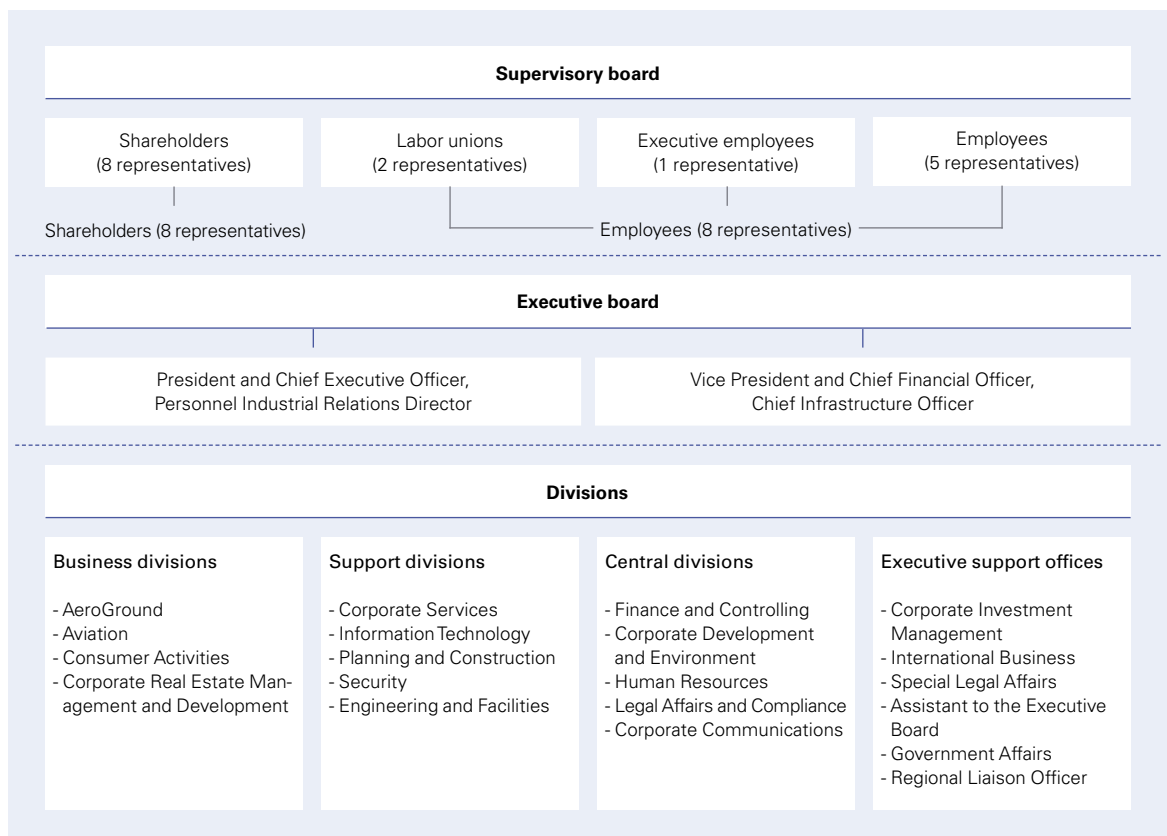 Supervisory board
Shareholders
(8 representatives)
Labor unions
(2 representatives)
Executive employees
(1 representative)
Employees
(5 representatives)
Shareholders (8 representatives)
Employees (8 representatives)
Executive board
President and Chief Executive Officer,
Personnel Industrial Relations Director
Vice President and Chief Financial Officer,
Chief Infrastructure Officer
Divisions
Business divisions
- AeroGround
- Aviation
- Consumer Activities
- Corporate Real Estate Man-
agement and Development
Support divisions
- Corporate Services
- Information Technology
- Planning and Construction
- Security
- Engineering and Facilities
Central divisions
- Finance and Controlling
- Corporate Development
and Environment
- Human Resources
- Legal Affairs and Compliance
- Corporate Communications
Executive support offices
- Corporate Investment
Management
- International Business
- Special Legal Affairs
- Assistant to the Executive
Board
- Government Affairs
- Regional Liaison Officer